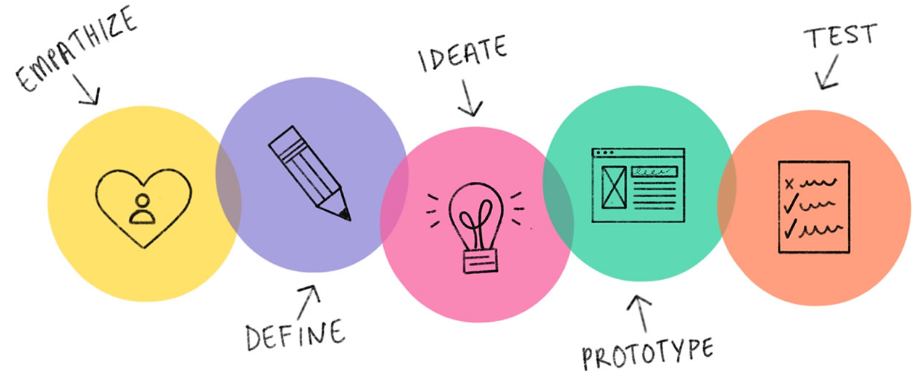 EMPATHIZE
DEFINE
IDEATE
PROTOTYPE
TEST